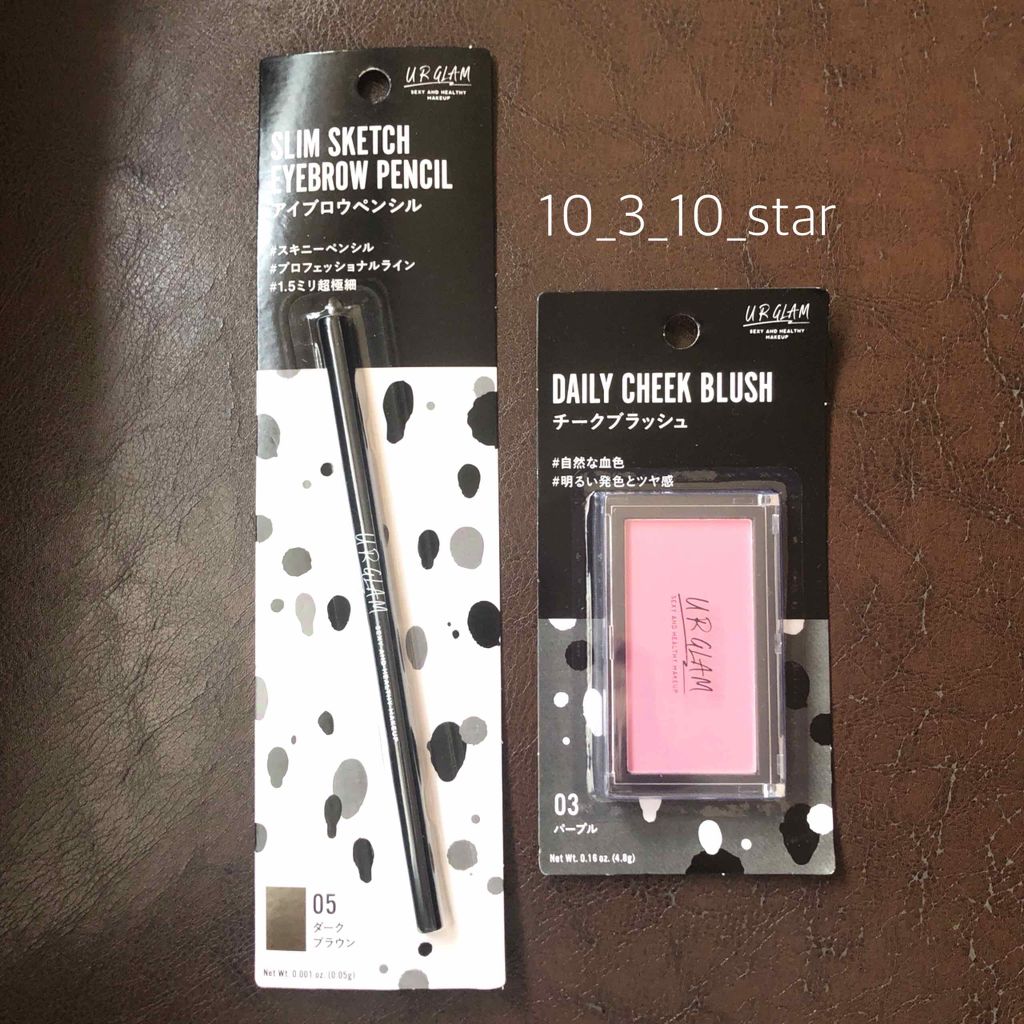 UR GLAM
SEXY AND HEALTHY
MAKEUP
SLIM SKETCH
EYEBROW PENCIL
アイブロウペンシル
#スキニーペンシル
#プロフェッショナルライン
#1.5ミリ超極細
UR GLAM
SEXY AND HEALTHY MAKEUP
05
ダーク
ブラウン
Net Wt. 0.001 oz. (0.05g)
10_3_10_star
UR GLAM
SEXY AND HEALTHY
MAKEUP
DAILY CHEEK BLUSH
チークブラッシュ
#自然な血色
#明るい発色とツヤ感
UR GLAM
SEXY AND HEALTHY MAKEUP
03
パープル
Net Wt. 0.16 oz. (4.8g)